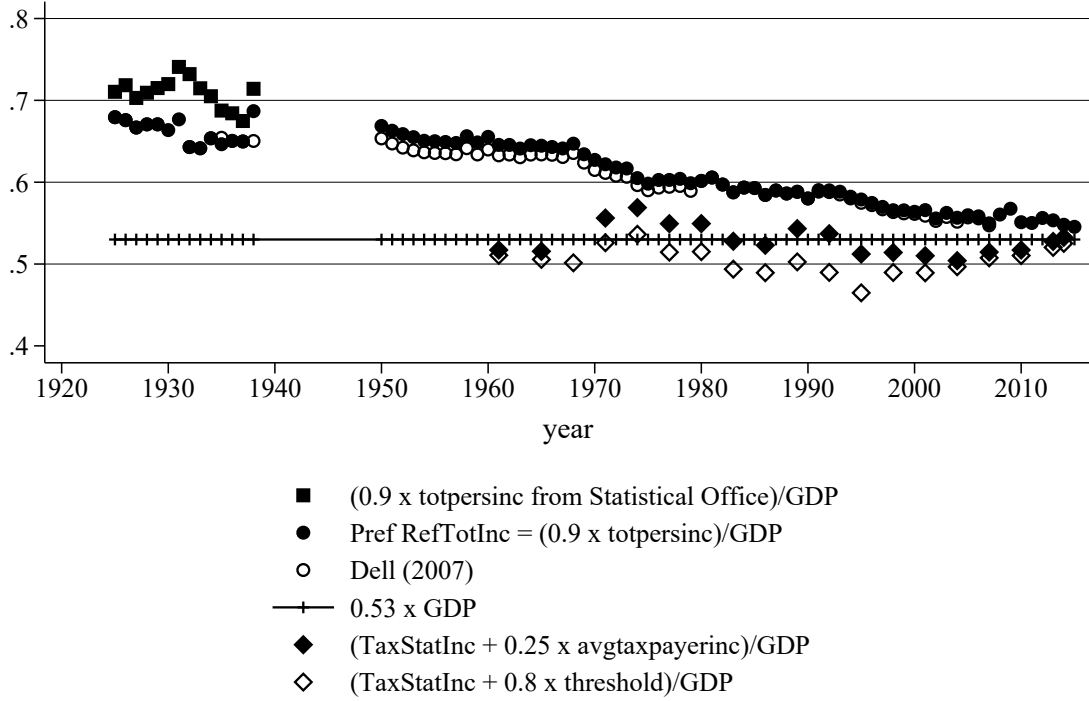 .8
.7
.6
.5
.4
1920 1930 1940 1950 1960 1970 1980 1990 2000 2010
year
(0.9 x totpersinc from Statistical Office)/GDP
Pref RefTotInc = (0.9 x totpersinc)/GDP
Dell (2007)
0.53 x GDP
(TaxStatInc + 0.25 x avgtaxpayerinc)/GDP
(TaxStatInc + 0.8 x threshold)/GDP